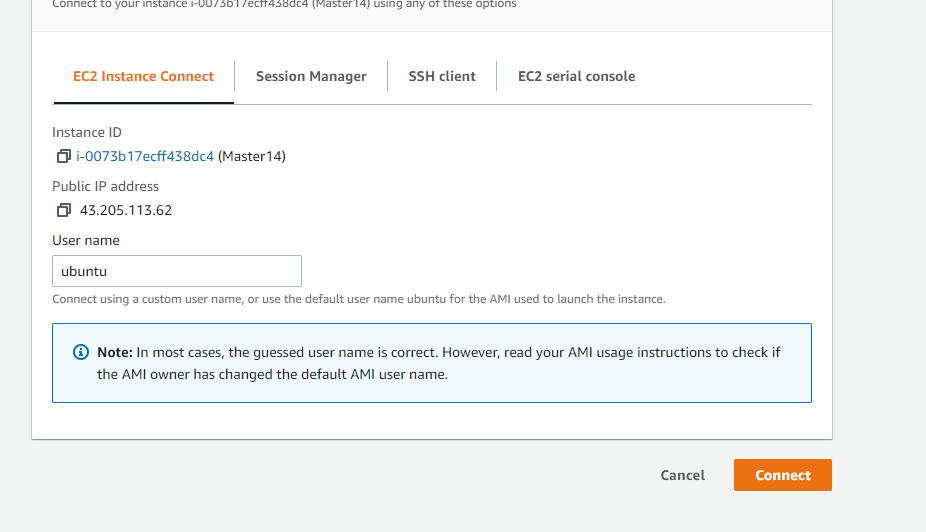 Connect to your instance i-0073b17ecff438dc4 (Master14) using any of these options
EC2 Instance Connect
Session Manager
SSH client
EC2 serial console
Instance ID
i-0073b17ecff438dc4 (Master14)
Public IP address
43.205.113.62
User name
ubuntu
Connect using a custom user name, or use the default user name ubuntu for the AMI used to launch the instance.
Note: In most cases, the guessed user name is correct. However, read your AMI usage instructions to check if
the AMI owner has changed the default AMI user name.
Cancel
Connect